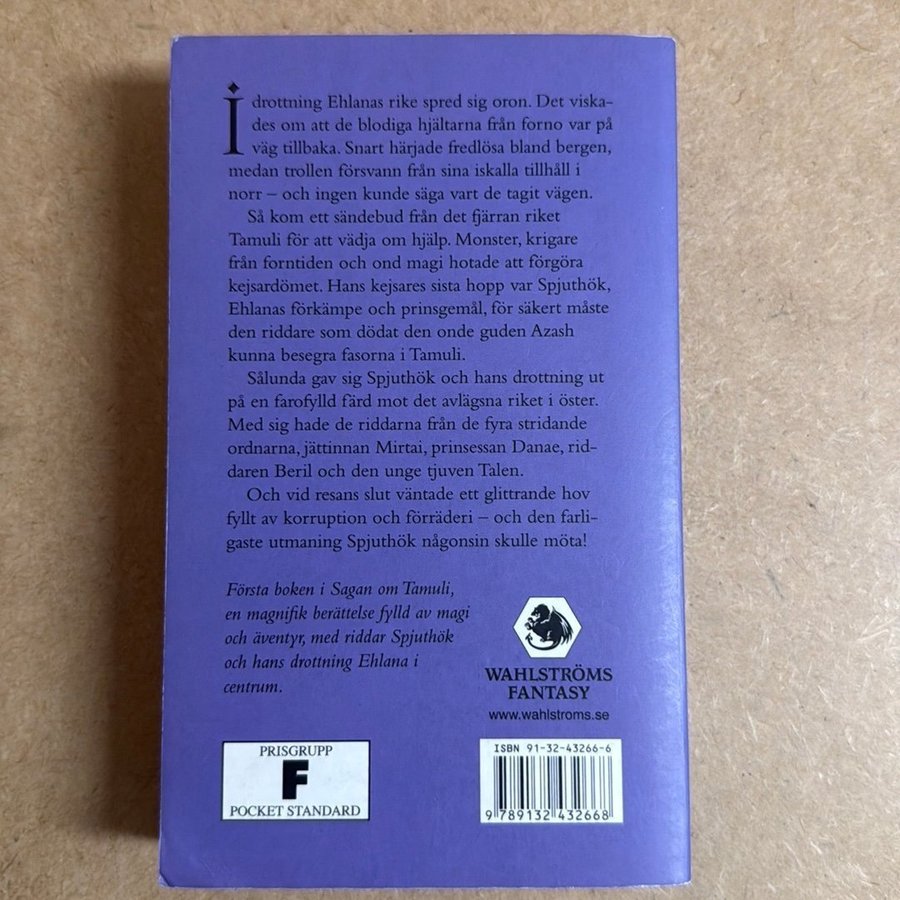 I drottning Ehlanas rike spred sig oron. Det viska-
des om att de blodiga hjältarna från forno var på
väg tillbaka. Snart härjade fredlösa bland bergen,
medan trollen försvann från sina iskalla tillhåll i
norr – och ingen kunde säga vart de tagit vägen.
Så kom ett sändebud från det fjärran riket
Tamuli för att vädja om hjälp. Monster, krigare
från forntiden och ond magi hotade att förgöra
kejsardömet. Hans kejsares sista hopp var Spjuthök,
Ehlanas förkämpe och prinsgemål, för säkert måste
den riddare som dödat den onde guden Azash
kunna besegra fasorna i Tamuli.
Sålunda gav sig Spjuthök och hans drottning ut
på en farofylld färd mot det avlägsna riket i öster.
Med sig hade de riddarna från de fyra stridande
ordnarna, jättinnan Mirtai, prinsessan Danae, rid-
daren Beril och den unge tjuven Talen.
Och vid resans slut väntade ett glittrande hov
fyllt av korruption och förräderi – och den farli-
gaste utmaning Spjuthök någonsin skulle möta!
Första boken i Sagan om Tamuli,
en magnifik berättelse fylld av magi
och äventyr, med riddar Spjuthök
och hans drottning Ehlana i
centrum.
WAHLSTRÖMS
FANTASY
www.wahlstroms.se
PRISGRUPP
F
POCKET STANDARD
ISBN 91-32-43266-6
9 789132 432668